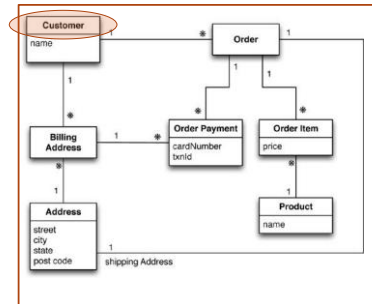 Customer
name
1
*
Order
1
1
1
1
*
*
1
*
Billing
Address
1
*
Order Payment
cardNumber
txnId
Order Item
price
*
1
*
1
Address
street
city
state
post code
Product
name
1
shipping Address